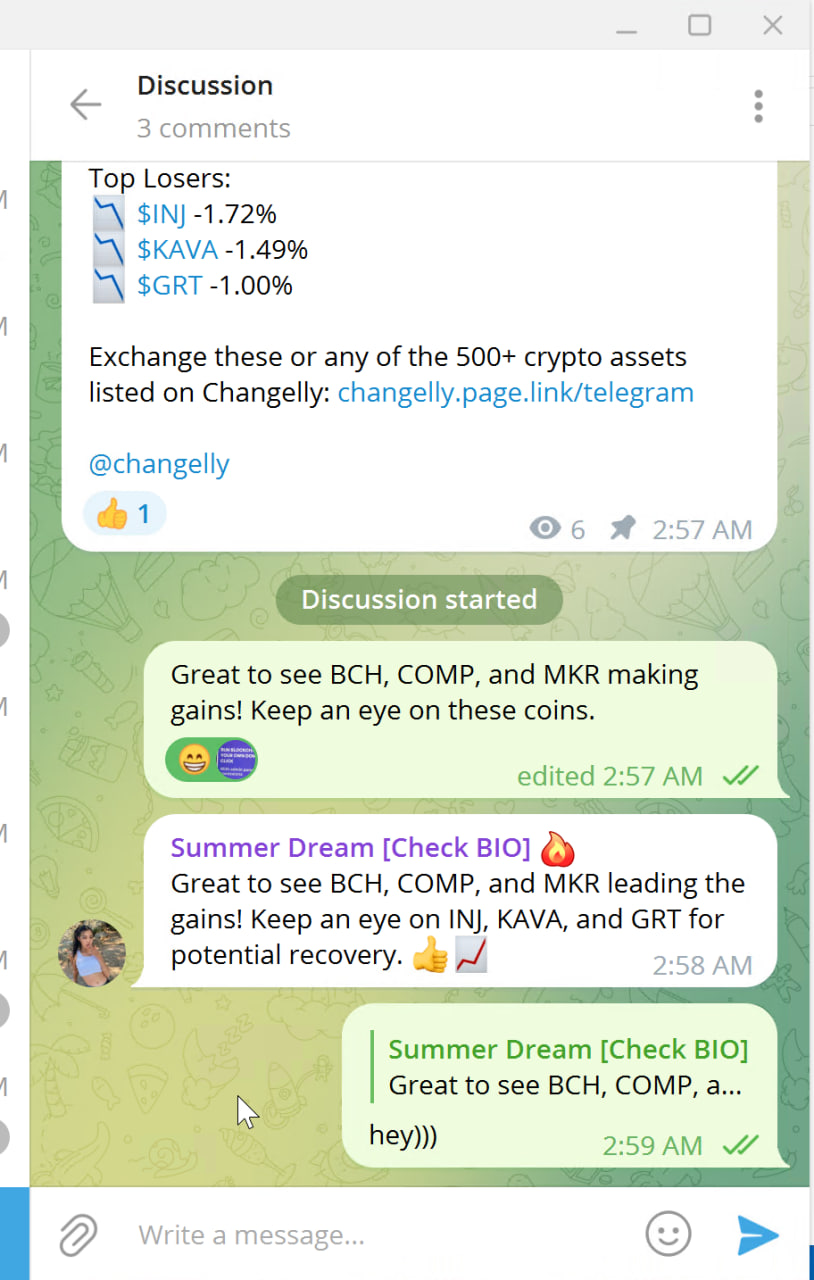 Discussion
3 comments
Top Losers:
$INJ -1.72%
$KAVA -1.49%
$GRT -1.00%
Exchange these or any of the 500+ crypto assets
listed on Changelly: changelly.page.link/telegram
@changelly
👍 1
6 2:57 AM
Discussion started
Great to see BCH, COMP, and MKR making
gains! Keep an eye on these coins.
edited 2:57 AM
Summer Dream [Check BIO] 🔥
Great to see BCH, COMP, and MKR leading the
gains! Keep an eye on INJ, KAVA, and GRT for
potential recovery. 👍📈
2:58 AM
Summer Dream [Check BIO]
Great to see BCH, COMP, a...
hey)))
2:59 AM
Write a message...